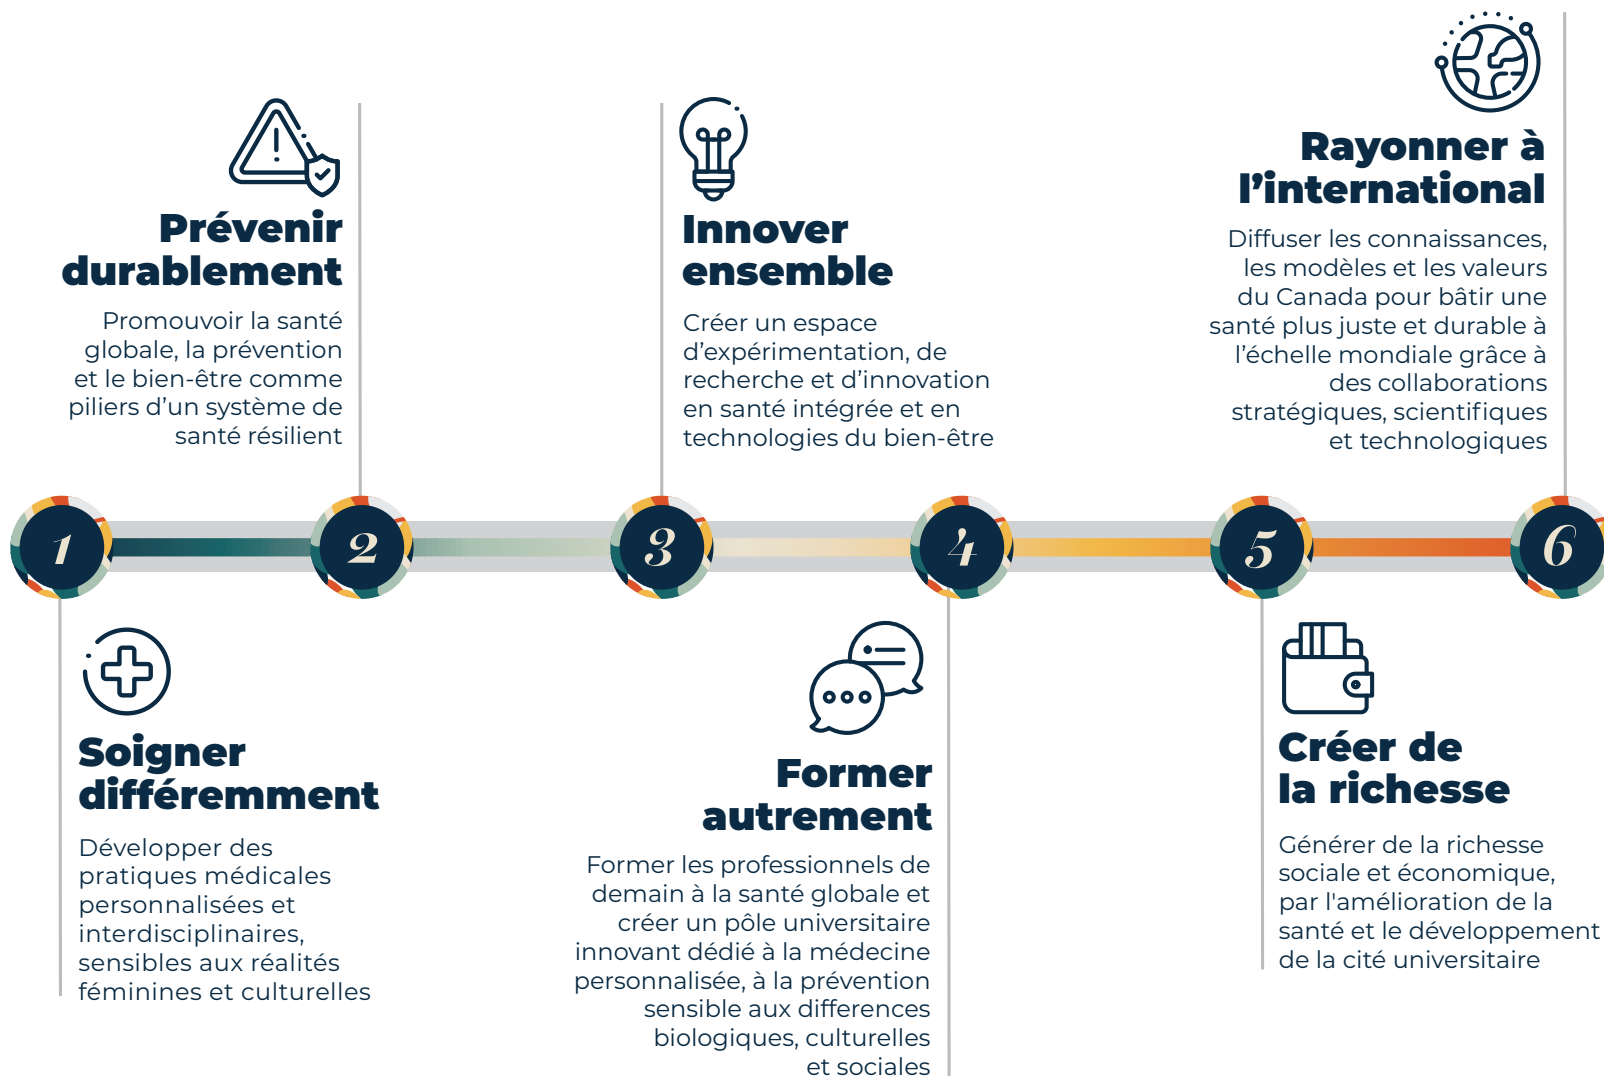 1
Soigner
différemment
Développer des
pratiques médicales
personnalisées et
interdisciplinaires,
sensibles aux réalités
féminines et culturelles
2
Prévenir
durablement
Promouvoir la santé
globale, la prévention
et le bien-être comme
piliers d’un système de
santé résilient
3
Innover
ensemble
Créer un espace
d’expérimentation, de
recherche et d’innovation
en santé intégrée et en
technologies du bien-être
4
Former
autrement
Former les professionnels de
demain à la santé globale et
créer un pôle universitaire
innovant dédié à la médecine
personnalisée, à la prévention
sensible aux differences
biologiques, culturelles
et sociales
5
Créer de
la richesse
Générer de la richesse
sociale et économique,
par l'amélioration de la
santé et le développement
de la cité universitaire
6
Rayonner à
l’international
Diffuser les connaissances,
les modèles et les valeurs
du Canada pour bâtir une
santé plus juste et durable à
l’échelle mondiale grâce à
des collaborations
stratégiques, scientifiques
et technologiques